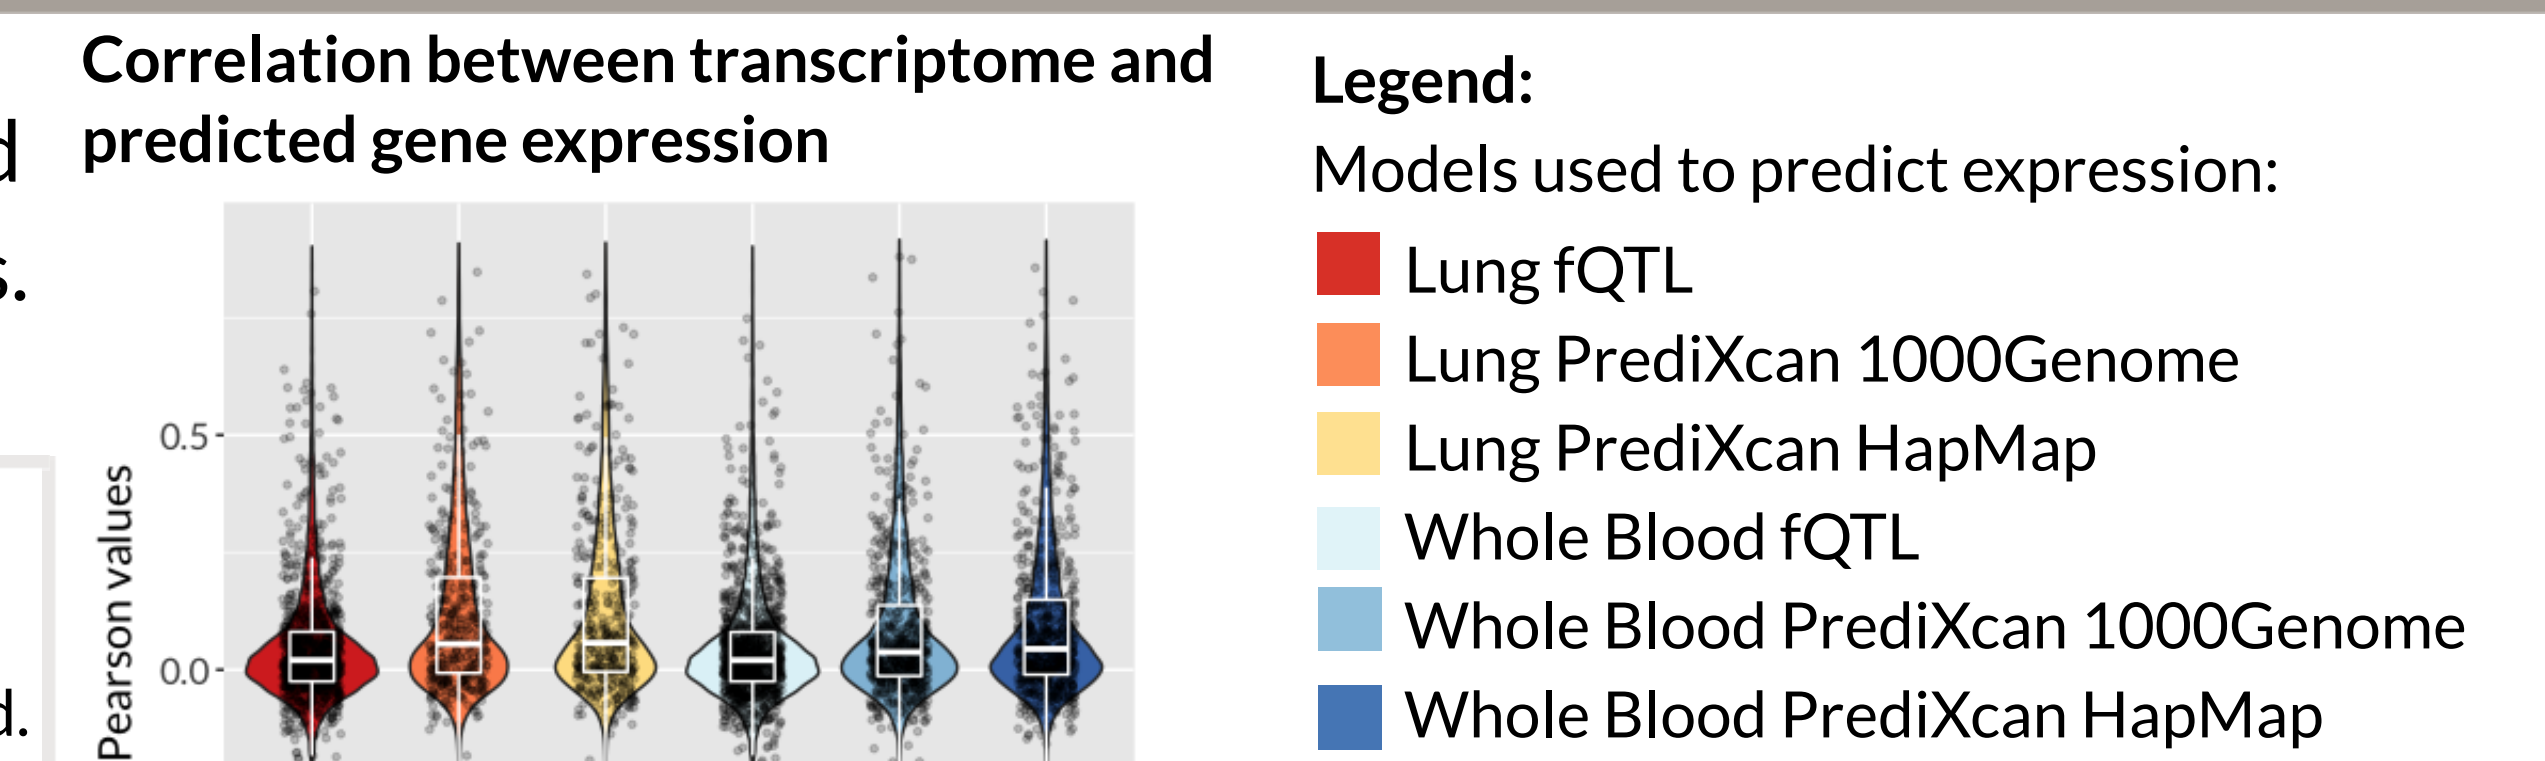 Correlation between transcriptome and
predicted gene expression
d
s.
d.
0.5
0.0
Pearson values
Legend:
Models used to predict expression:
Lung fQTL
Lung PrediXcan 1000Genome
Lung PrediXcan HapMap
Whole Blood fQTL
Whole Blood PrediXcan 1000Genome
Whole Blood PrediXcan HapMap